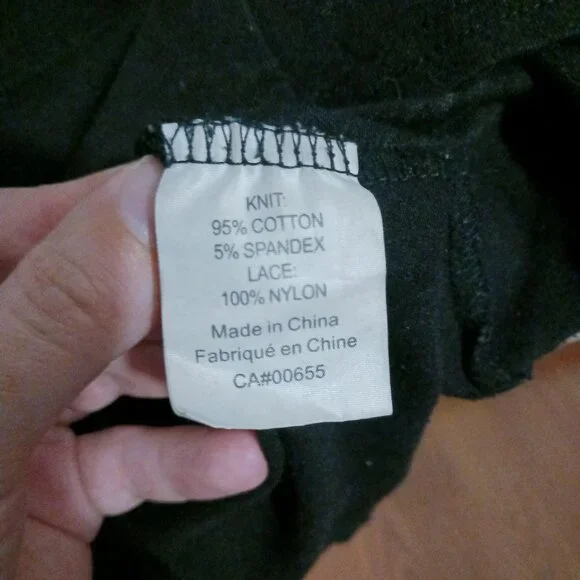 KNIT:
95% COTTON
5% SPANDEX
LACE:
100% NYLON
Made in China
Fabriqué en Chine
CA#00655